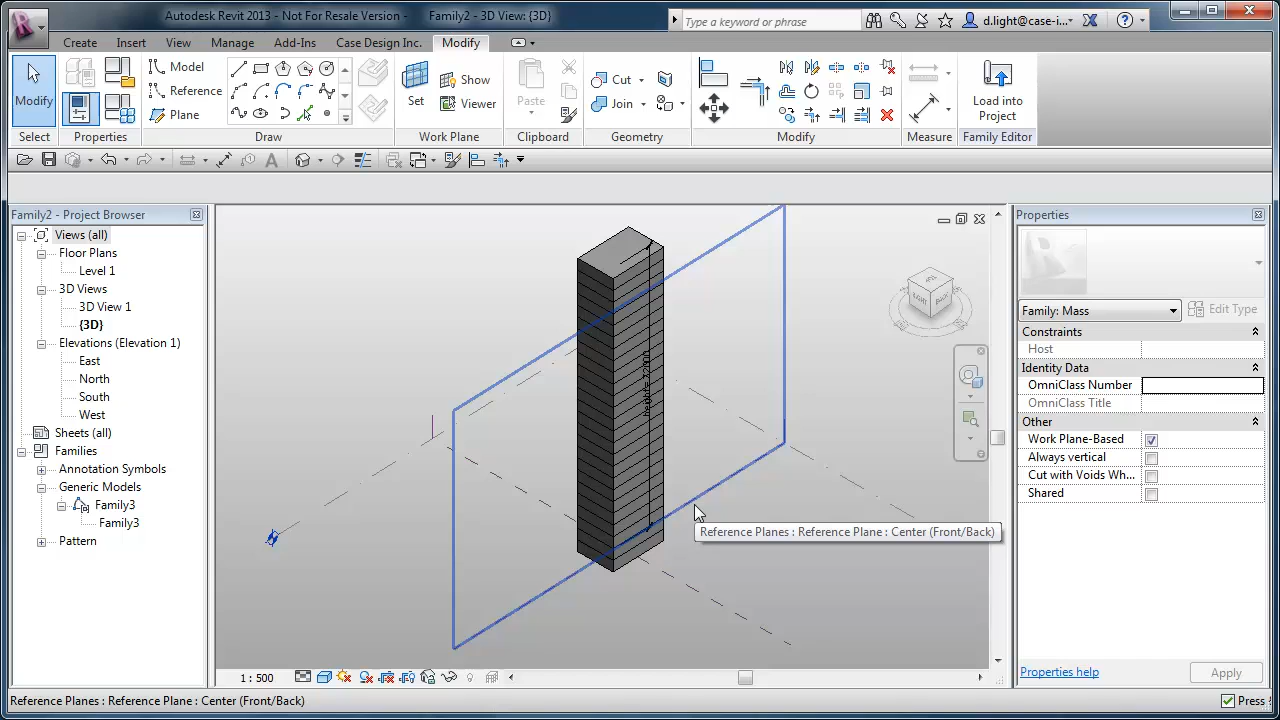 Autodesk Revit 2013 - Not For Resale Version - Family2 - 3D View: {3D}
Type a keyword or phrase
d.light@case-i...
Create Insert View Manage Add-Ins Case Design Inc. Modify
Modify
Model
Reference
Plane
Set
Show
Viewer
Paste
Cut
Join
Load into
Project
Select Properties Draw Work Plane Clipboard Geometry Modify Measure Family Editor
Family2 - Project Browser
Views (all)
Floor Plans
Level 1
3D Views
3D View 1
{3D}
Elevations (Elevation 1)
East
North
South
West
Sheets (all)
Families
Annotation Symbols
Generic Models
Family3
Family3
Pattern
Reference Planes : Reference Plane : Center (Front/Back)
Properties
Family: Mass
Edit Type
Constraints
Host
Identity Data
OmniClass Number
OmniClass Title
Other
Work Plane-Based
Always vertical
Cut with Voids Wh...
Shared
Properties help
Apply
1 : 500
Reference Planes : Reference Plane : Center (Front/Back)
Press